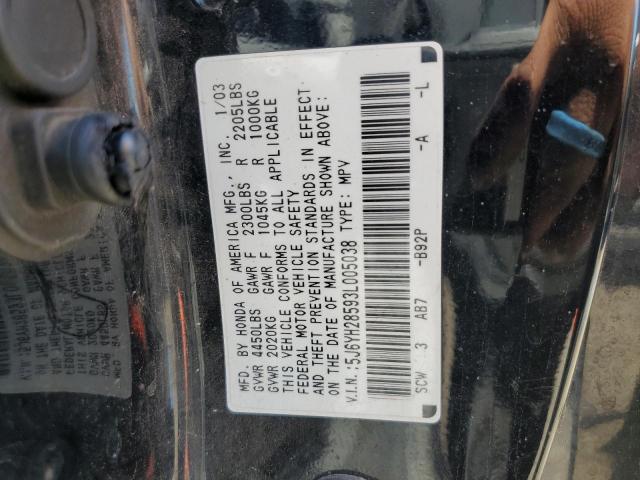 MFD. BY HONDA OF AMERICA MFG., INC. 1/03
GVWR 4450LBS GAWR F 2300LBS R 2205LBS
GVWR 2020KG GAWR F 1045KG R 1000KG
THIS VEHICLE CONFORMS TO ALL APPLICABLE
FEDERAL MOTOR VEHICLE SAFETY
AND THEFT PREVENTION STANDARDS IN EFFECT
ON THE DATE OF MANUFACTURE SHOWN ABOVE.
V.I.N.:5J6YH28593L005038 TYPE: MPV
SCW 3 AB7 -B92P -A -L